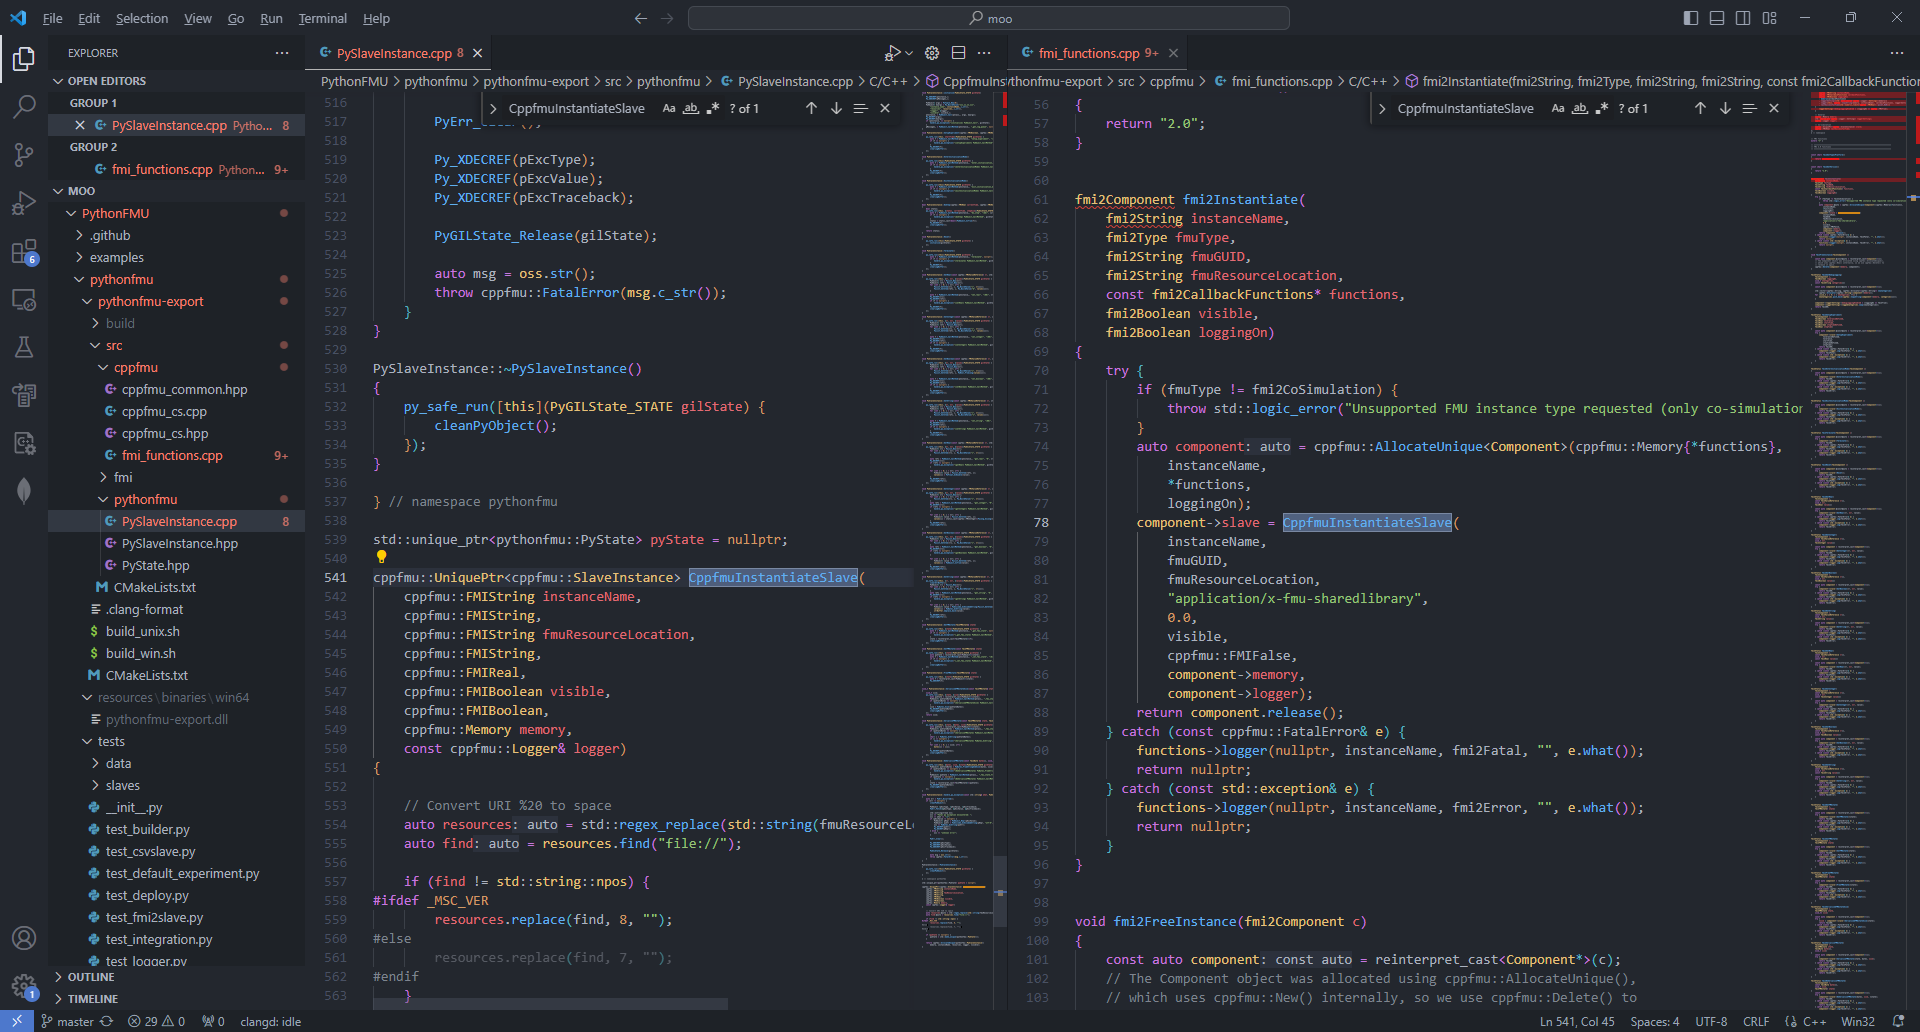 File Edit Selection View Go Run Terminal Help
moo
EXPLORER
OPEN EDITORS
GROUP 1
PySlaveInstance.cpp Pytho... 8
GROUP 2
fmi_functions.cpp Python... 9+
MOO
PythonFMU
.github
examples
pythonfmu
pythonfmu-export
build
src
cppfmu
cppfmu_common.hpp
cppfmu_cs.cpp
cppfmu_cs.hpp
fmi_functions.cpp 9+
fmi
pythonfmu
PySlaveInstance.cpp 8
PySlaveInstance.hpp
PyState.hpp
CMakeLists.txt
.clang-format
build_unix.sh
build_win.sh
CMakeLists.txt
resources\binaries\win64
pythonfmu-export.dll
tests
data
slaves
__init__.py
test_builder.py
test_csvslave.py
test_default_experiment.py
test_deploy.py
test_fmi2slave.py
test_integration.py
test_logger.py
OUTLINE
TIMELINE
6
1
PySlaveInstance.cpp 8
PythonFMU > pythonfmu > pythonfmu-export > src > pythonfmu > PySlaveInstance.cpp > C/C++ > CppfmuIns
CppfmuInstantiateSlave Aa ab ? of 1
516
517 PyErr_
518
519 Py_XDECREF(pExcType);
520 Py_XDECREF(pExcValue);
521 Py_XDECREF(pExcTraceback);
522
523 PyGILState_Release(gilState);
524
525 auto msg = oss.str();
526 throw cppfmu::FatalError(msg.c_str());
527 }
528 }
529
530 PySlaveInstance::~PySlaveInstance()
531 {
532 py_safe_run([this](PyGILState_STATE gilState) {
533 cleanPyObject();
534 });
535 }
536
537 } // namespace pythonfmu
538
539 std::unique_ptr<pythonfmu::PyState> pyState = nullptr;
540
541 cppfmu::UniquePtr<cppfmu::SlaveInstance> CppfmuInstantiateSlave(
542 cppfmu::FMIString instanceName,
543 cppfmu::FMIString,
544 cppfmu::FMIString fmuResourceLocation,
545 cppfmu::FMIString,
546 cppfmu::FMIReal,
547 cppfmu::FMIBoolean visible,
548 cppfmu::FMIBoolean,
549 cppfmu::Memory memory,
550 const cppfmu::Logger& logger)
551 {
552
553 // Convert URI %20 to space
554 auto resources: auto = std::regex_replace(std::string(fmuResourceL
555 auto find: auto = resources.find("file://");
556
557 if (find != std::string::npos) {
558 #ifdef _MSC_VER
559 resources.replace(find, 8, "");
560 #else
561 resources.replace(find, 7, "");
562 #endif
563 }
fmi_functions.cpp 9+
ythonfmu-export > src > cppfmu > fmi_functions.cpp > C/C++ > fmi2Instantiate(fmi2String, fmi2Type, fmi2String, fmi2String, const fmi2CallbackFunction
CppfmuInstantiateSlave Aa ab ? of 1
56 {
57 return "2.0";
58 }
59
60
61 fmi2Component fmi2Instantiate(
62 fmi2String instanceName,
63 fmi2Type fmuType,
64 fmi2String fmuGUID,
65 fmi2String fmuResourceLocation,
66 const fmi2CallbackFunctions* functions,
67 fmi2Boolean visible,
68 fmi2Boolean loggingOn)
69 {
70 try {
71 if (fmuType != fmi2CoSimulation) {
72 throw std::logic_error("Unsupported FMU instance type requested (only co-simulation
73 }
74 auto component: auto = cppfmu::AllocateUnique<Component>(cppfmu::Memory{*functions},
75 instanceName,
76 *functions,
77 loggingOn);
78 component->slave = CppfmuInstantiateSlave(
79 instanceName,
80 fmuGUID,
81 fmuResourceLocation,
82 "application/x-fmu-sharedlibrary",
83 0.0,
84 visible,
85 cppfmu::FMIFalse,
86 component->memory,
87 component->logger);
88 return component.release();
89 } catch (const cppfmu::FatalError& e) {
90 functions->logger(nullptr, instanceName, fmi2Fatal, "", e.what());
91 return nullptr;
92 } catch (const std::exception& e) {
93 functions->logger(nullptr, instanceName, fmi2Error, "", e.what());
94 return nullptr;
95 }
96 }
97
98
99 void fmi2FreeInstance(fmi2Component c)
100 {
101 const auto component: const auto = reinterpret_cast<Component*>(c);
102 // The Component object was allocated using cppfmu::AllocateUnique(),
103 // which uses cppfmu::New() internally, so we use cppfmu::Delete() to
master 29 0 0 clangd: idle
Ln 541, Col 45 Spaces: 4 UTF-8 CRLF C++ Win32